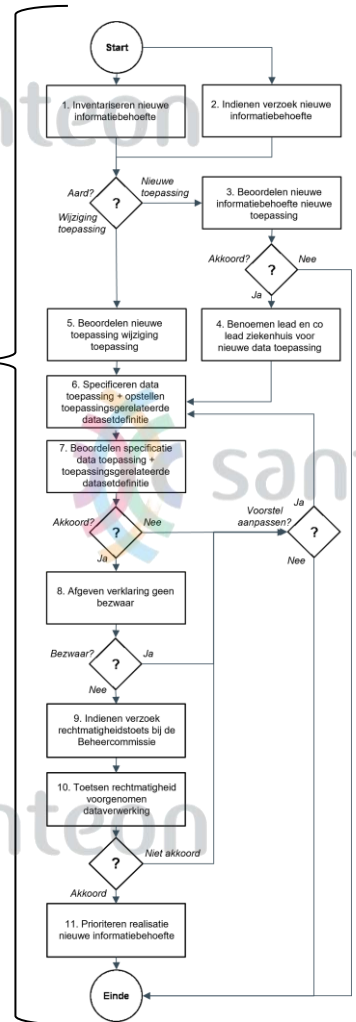 Start
1. Inventariseren nieuwe
informatiebehoefte
2. Indienen verzoek nieuwe
informatiebehoefte
Aard?
?
Nieuwe
toepassing
Wijziging
toepassing
3. Beoordelen nieuwe
informatiebehoefte nieuwe
toepassing
Akkoord?
?
Nee
Ja
5. Beoordelen nieuwe
toepassing wijziging
toepassing
4. Benoemen lead en co
lead ziekenhuis voor
nieuwe data toepassing
6. Specificeren data
toepassing + opstellen
toepassingsgerelateerde
datasetdefinitie
7. Beoordelen specificatie
data toepassing +
toepassingsgerelateerde
datasetdefinitie
Akkoord?
?
Nee
Ja
Voorstel
aanpassen?
?
Ja
Nee
8. Afgeven verklaring geen
bezwaar
Bezwaar?
?
Ja
Nee
9. Indienen verzoek
rechtmatigheidstoets bij de
Beheercommissie
10. Toetsen rechtmatigheid
voorgenomen
dataverwerking
?
Niet akkoord
Akkoord
11. Prioriteren realisatie
nieuwe informatiebehoefte
Einde
nteon
sant
nteon